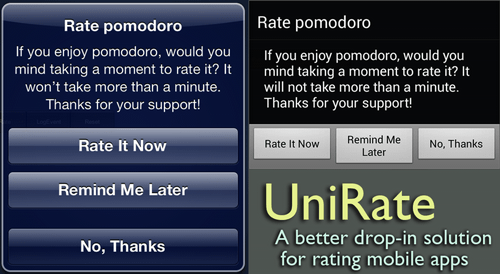 Rate pomodoro
If you enjoy pomodoro, would you
mind taking a moment to rate it? It
won't take more than a minute.
Thanks for your support!
Rate It Now
Remind Me Later
No, Thanks
Rate pomodoro
If you enjoy pomodoro, would you
mind taking a moment to rate it? It
will not take more than a minute.
Thanks for your support!
Rate It Now
Remind Me
Later
No, Thanks
UniRate
A better drop-in solution
for rating mobile apps